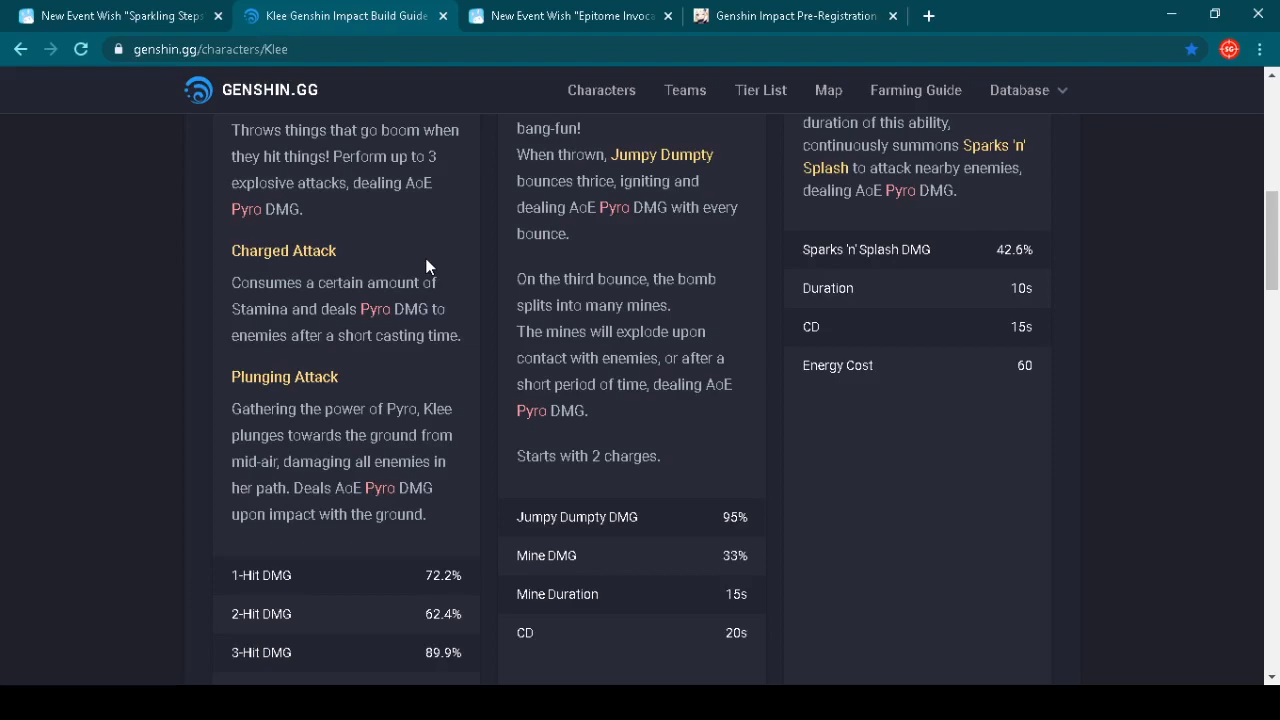 New Event Wish "Sparkling Steps
Klee Genshin Impact Build Guide
New Event Wish "Epitome Invoca
Genshin Impact Pre-Registration
genshin.gg/characters/Klee
GENSHIN.GG
Characters
Teams
Tier List
Map
Farming Guide
Database
Throws things that go boom when
they hit things! Perform up to 3
explosive attacks, dealing AoE
Pyro DMG.
Charged Attack
Consumes a certain amount of
Stamina and deals Pyro DMG to
enemies after a short casting time.
Plunging Attack
Gathering the power of Pyro, Klee
plunges towards the ground from
mid-air, damaging all enemies in
her path. Deals AoE Pyro DMG
upon impact with the ground.
1-Hit DMG 72.2%
2-Hit DMG 62.4%
3-Hit DMG 89.9%
bang-fun!
When thrown, Jumpy Dumpty
bounces thrice, igniting and
dealing AoE Pyro DMG with every
bounce.
On the third bounce, the bomb
splits into many mines.
The mines will explode upon
contact with enemies, or after a
short period of time, dealing AoE
Pyro DMG.
Starts with 2 charges.
Jumpy Dumpty DMG 95%
Mine DMG 33%
Mine Duration 15s
CD 20s
duration of this ability,
continuously summons Sparks 'n'
Splash to attack nearby enemies,
dealing AoE Pyro DMG.
Sparks 'n' Splash DMG 42.6%
Duration 10s
CD 15s
Energy Cost 60